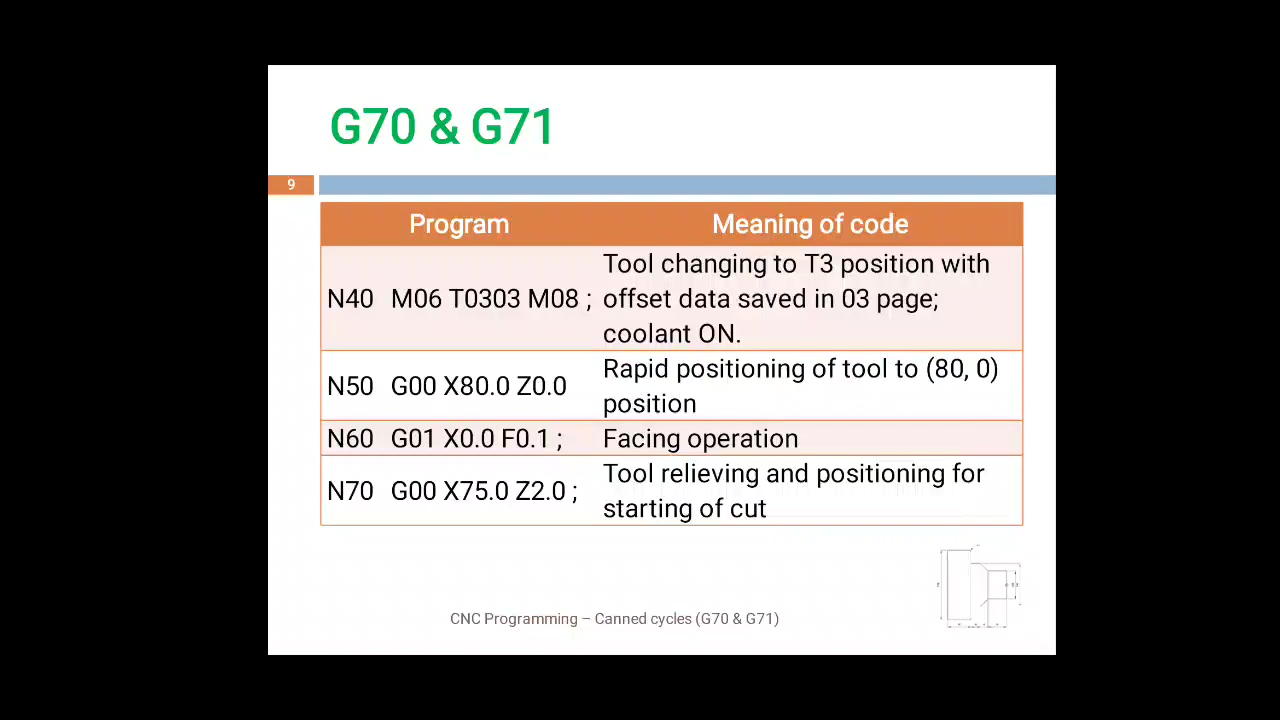 G70 & G71
9
Program Meaning of code
Tool changing to T3 position with
N40 M06 T0303 M08 ; offset data saved in 03 page;
coolant ON.
Rapid positioning of tool to (80, 0)
N50 G00 X80.0 Z0.0
position
N60 G01 X0.0 F0.1 ; Facing operation
Tool relieving and positioning for
N70 G00 X75.0 Z2.0 ;
starting of cut
CNC Programming – Canned cycles (G70 & G71)